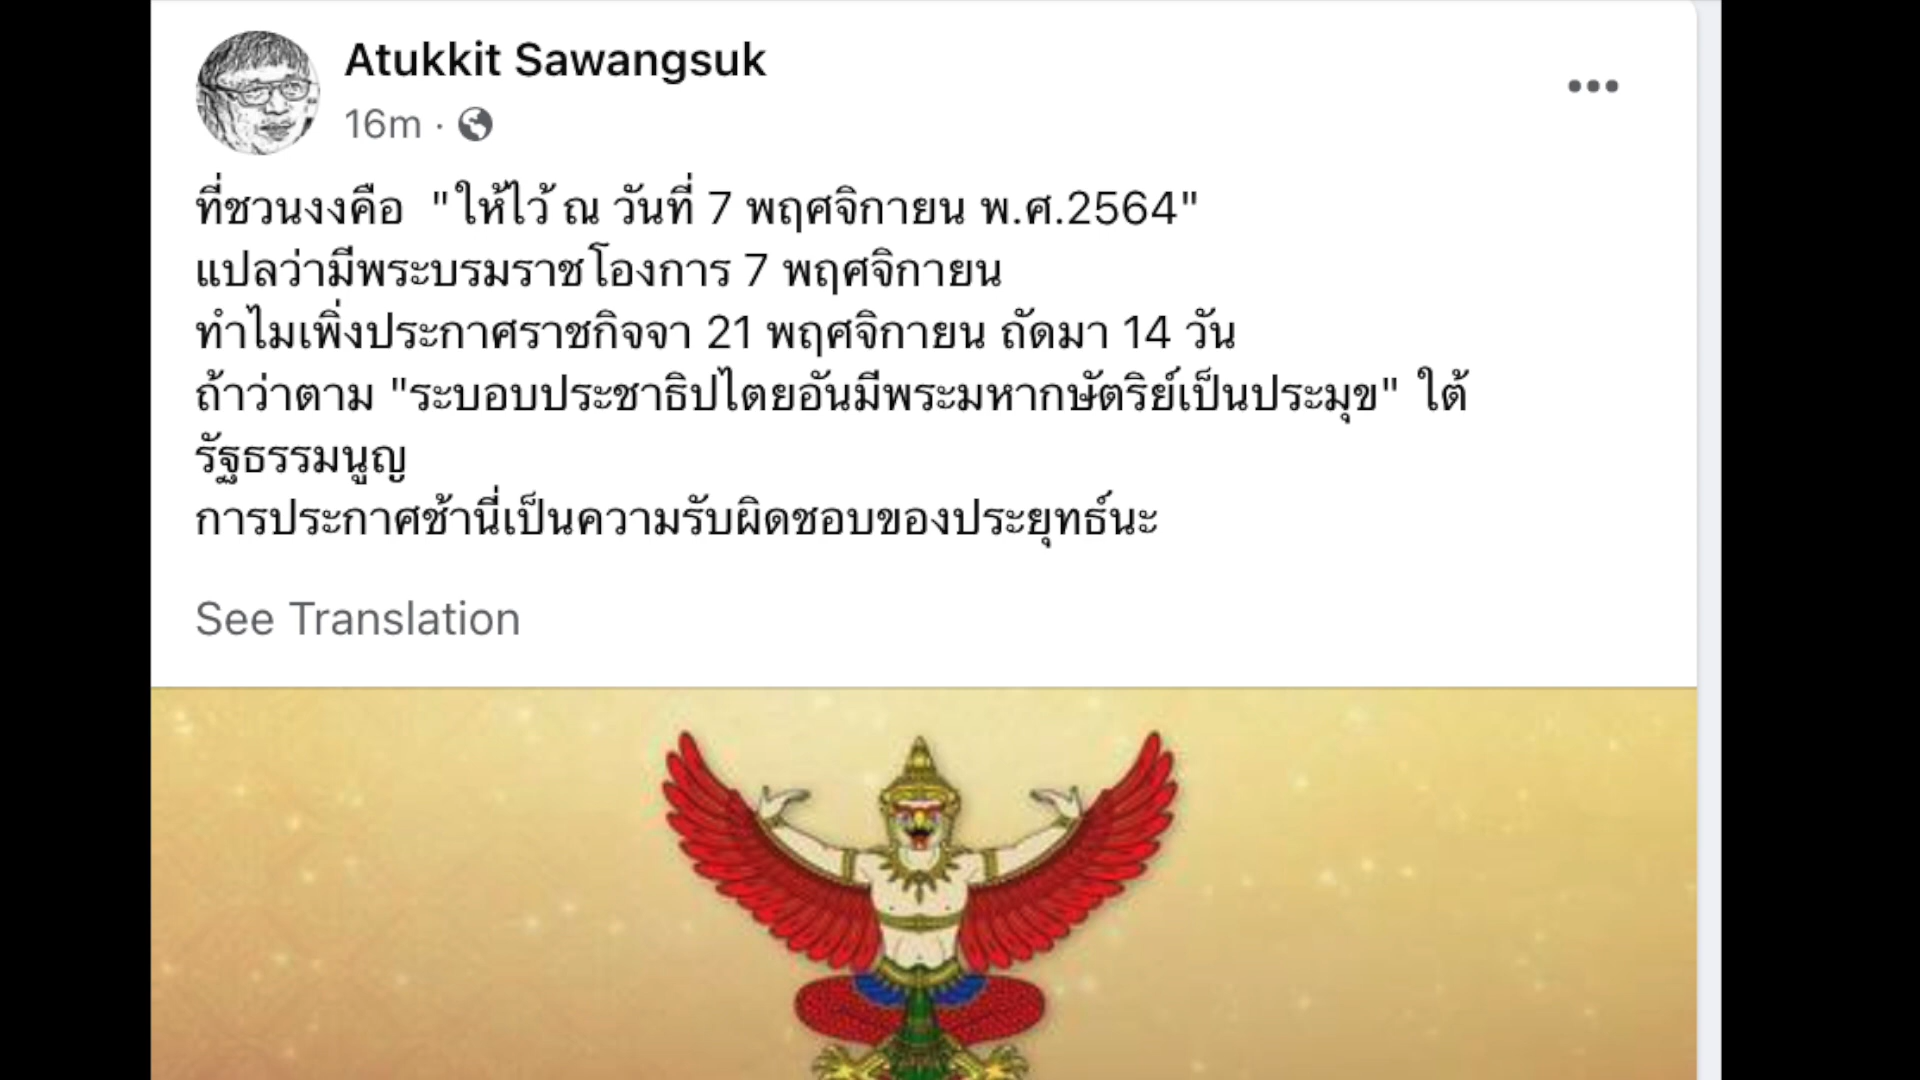 Atukkit Sawangsuk
16m ·
ที่ชวนงงคือ "ให้ไว้ ณ วันที่ 7 พฤศจิกายน พ.ศ.2564"
แปลว่ามีพระบรมราชโองการ 7 พฤศจิกายน
ทำไมเพิ่งประกาศราชกิจจา 21 พฤศจิกายน ถัดมา 14 วัน
ถ้าว่าตาม "ระบอบประชาธิปไตยอันมีพระมหากษัตริย์เป็นประมุข" ใต้
รัฐธรรมนูญ
การประกาศช้านี่เป็นความรับผิดชอบของประยุทธ์นะ
See Translation